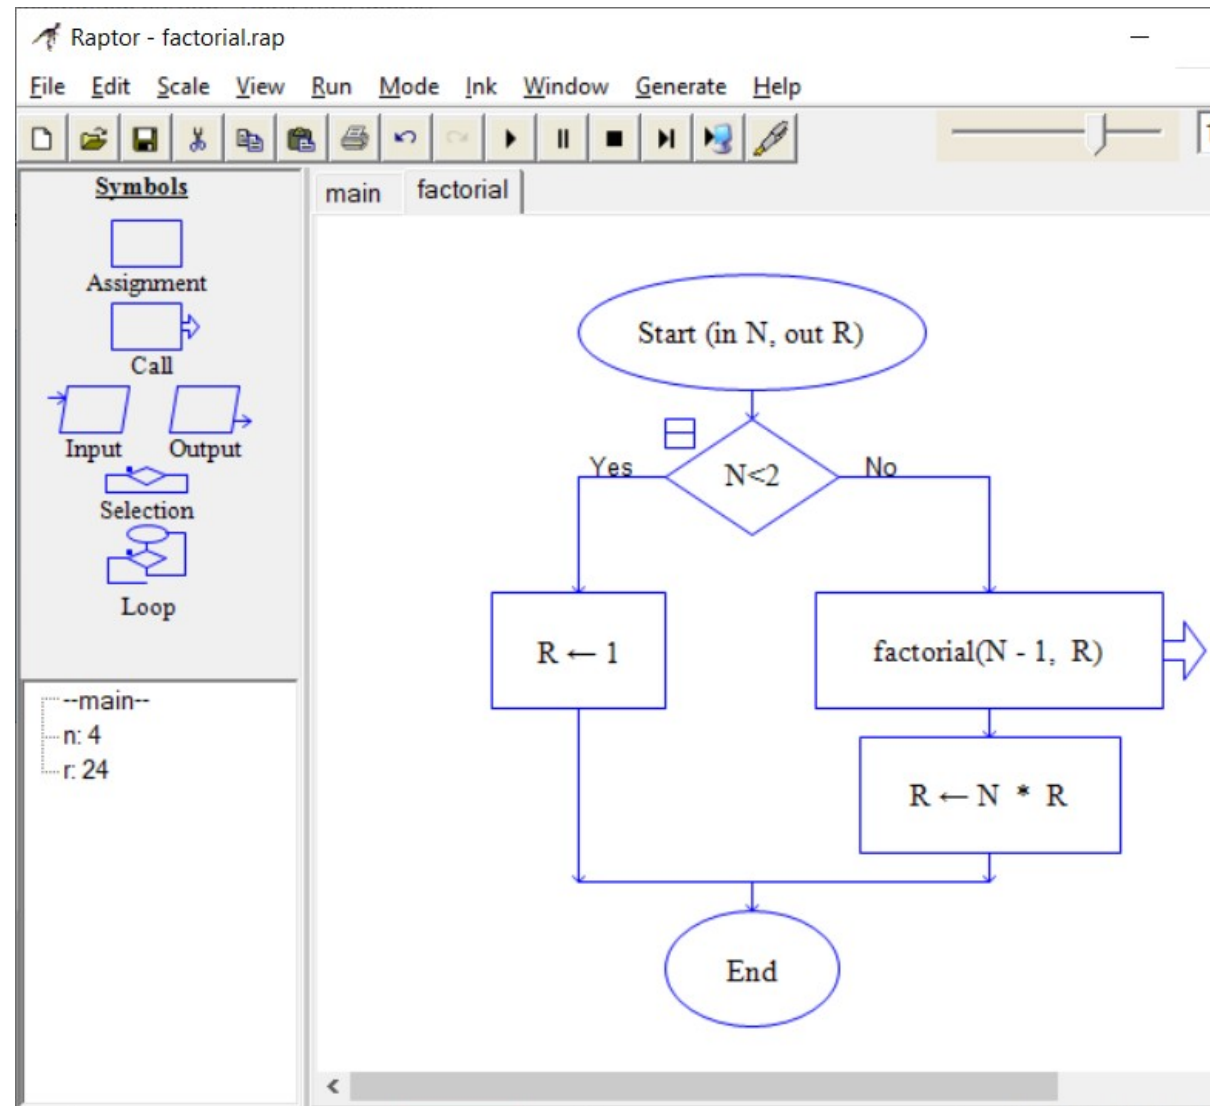 Raptor - factorial.rap
File Edit Scale View Run Mode Ink Window Generate Help
Symbols
Assignment
Call
Input Output
Selection
Loop
--main--
n: 4
r: 24
main factorial
Start (in N, out R)
Yes N<2 No
R ← 1
factorial(N - 1, R)
R ← N * R
End